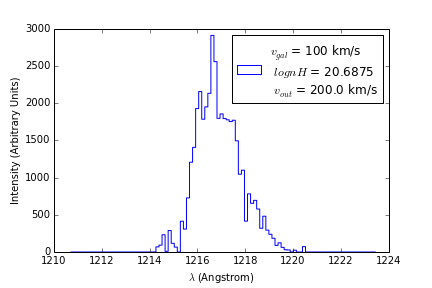 3000
2500
2000
1500
1000
500
0
Intensity (Arbitrary Units)
v_gal = 100 km/s
lognH = 20.6875
v_out = 200.0 km/s
1210 1212 1214 1216 1218 1220 1222 1224
λ (Angstrom)